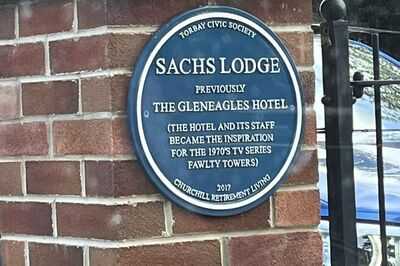 TORBAY CIVIC SOCIETY
SACHS LODGE
PREVIOUSLY
THE GLENEAGLES HOTEL
(THE HOTEL AND ITS STAFF
BECAME THE INSPIRATION
FOR THE 1970'S TV SERIES
FAWLTY TOWERS)
2017
CHURCHILL RETIREMENT LIVING